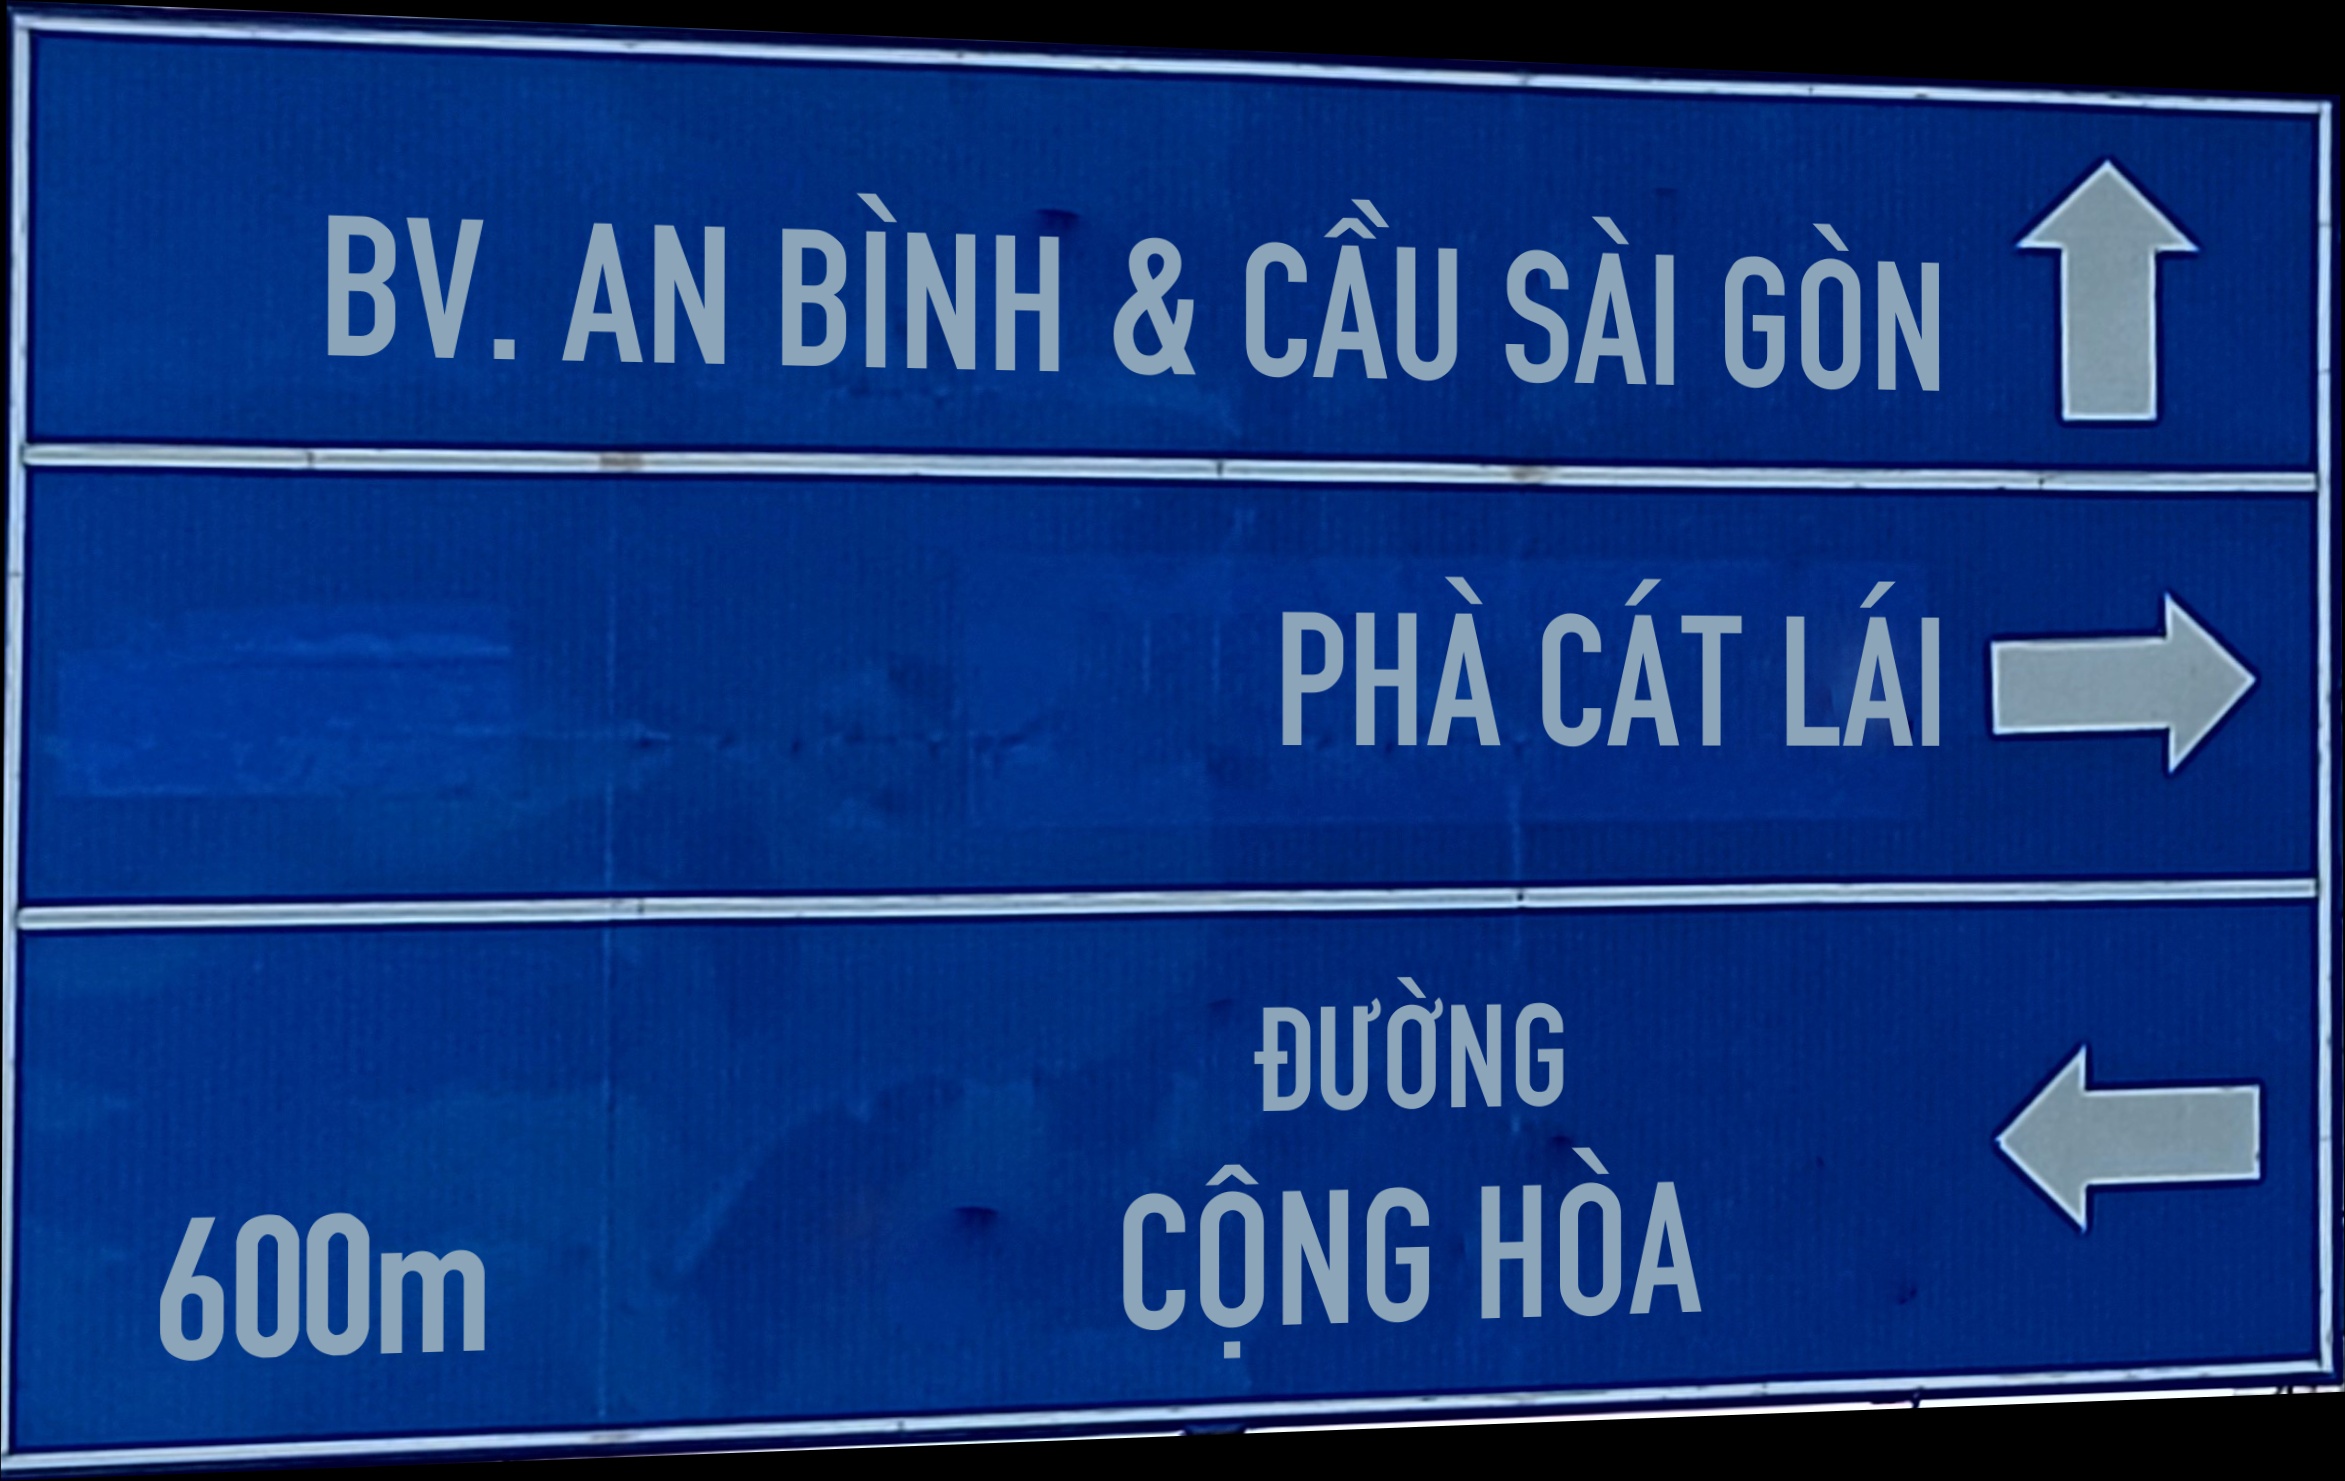 BV. AN BÌNH & CẦU SÀI GÒN
PHÀ CÁT LÁI
ĐƯỜNG
CỘNG HÒA
600m